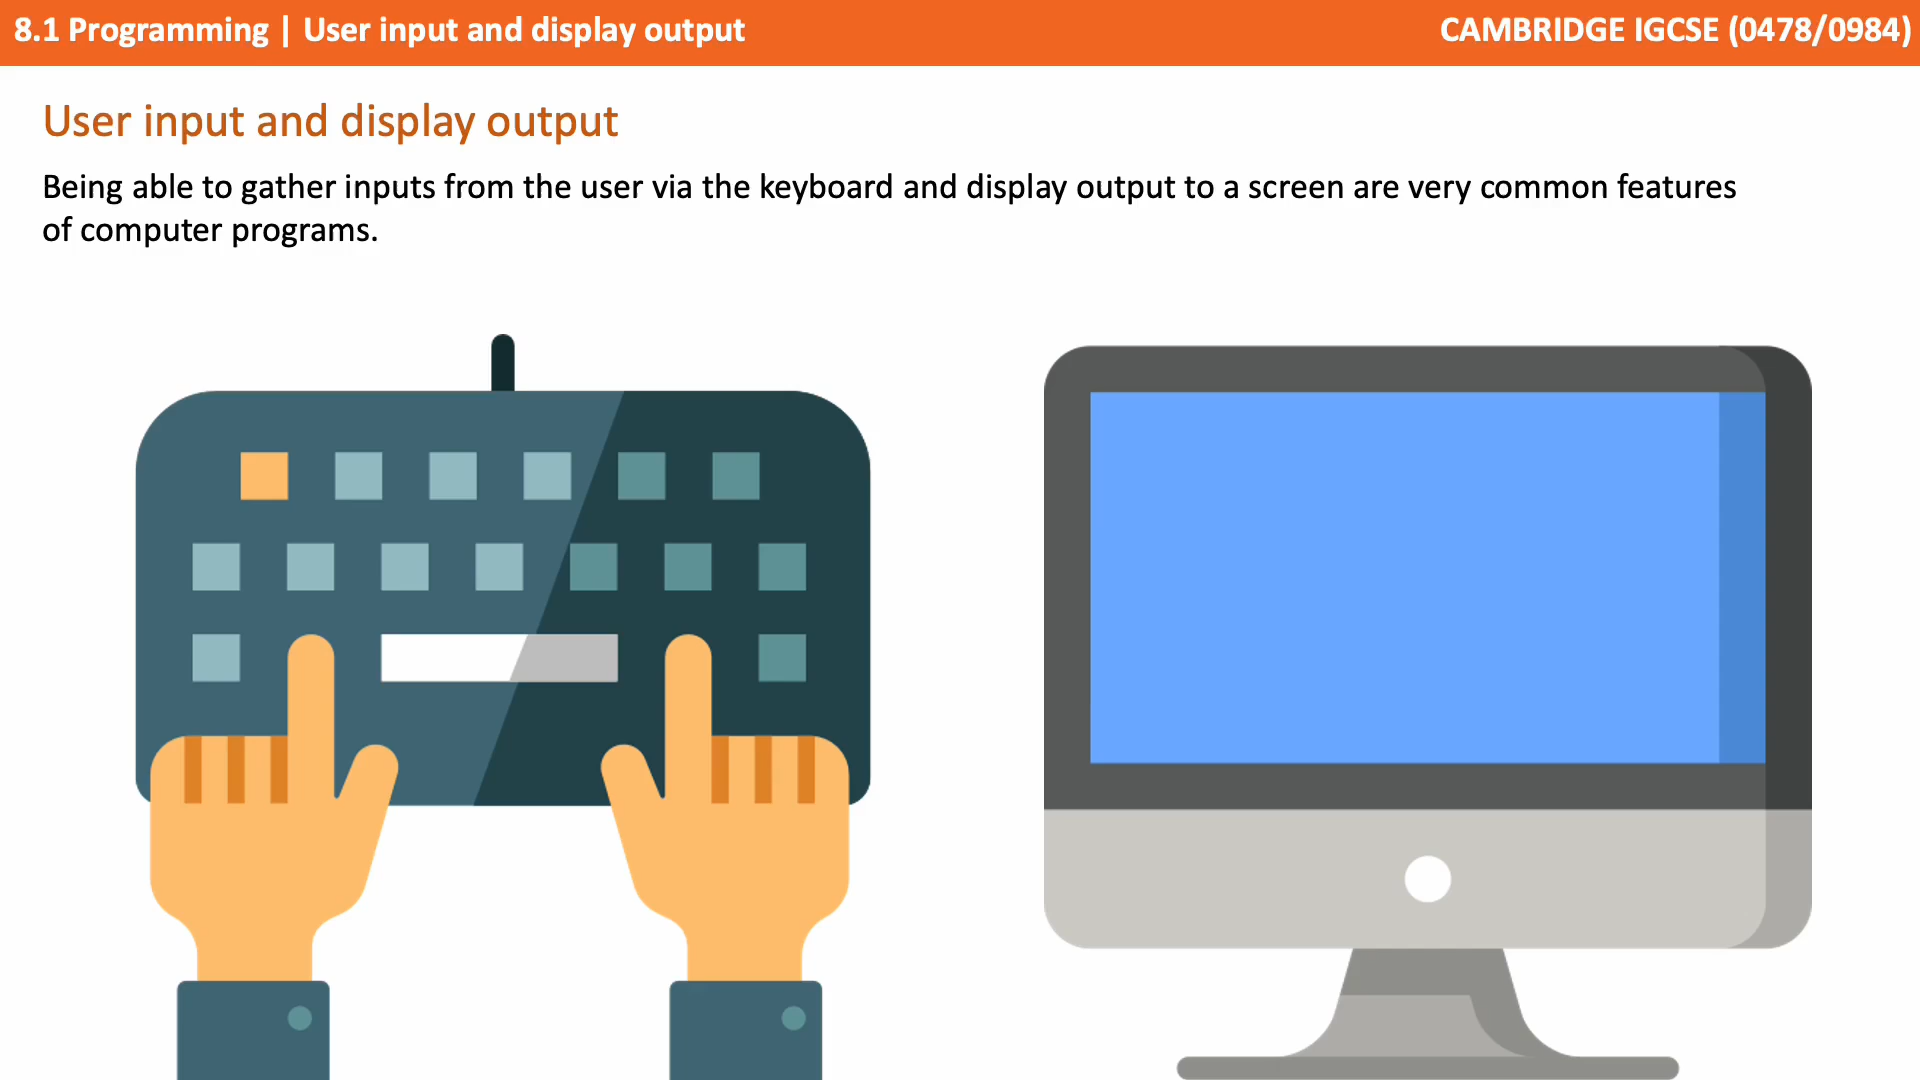 8.1 Programming | User input and display output
CAMBRIDGE IGCSE (0478/0984)
User input and display output
Being able to gather inputs from the user via the keyboard and display output to a screen are very common features
of computer programs.